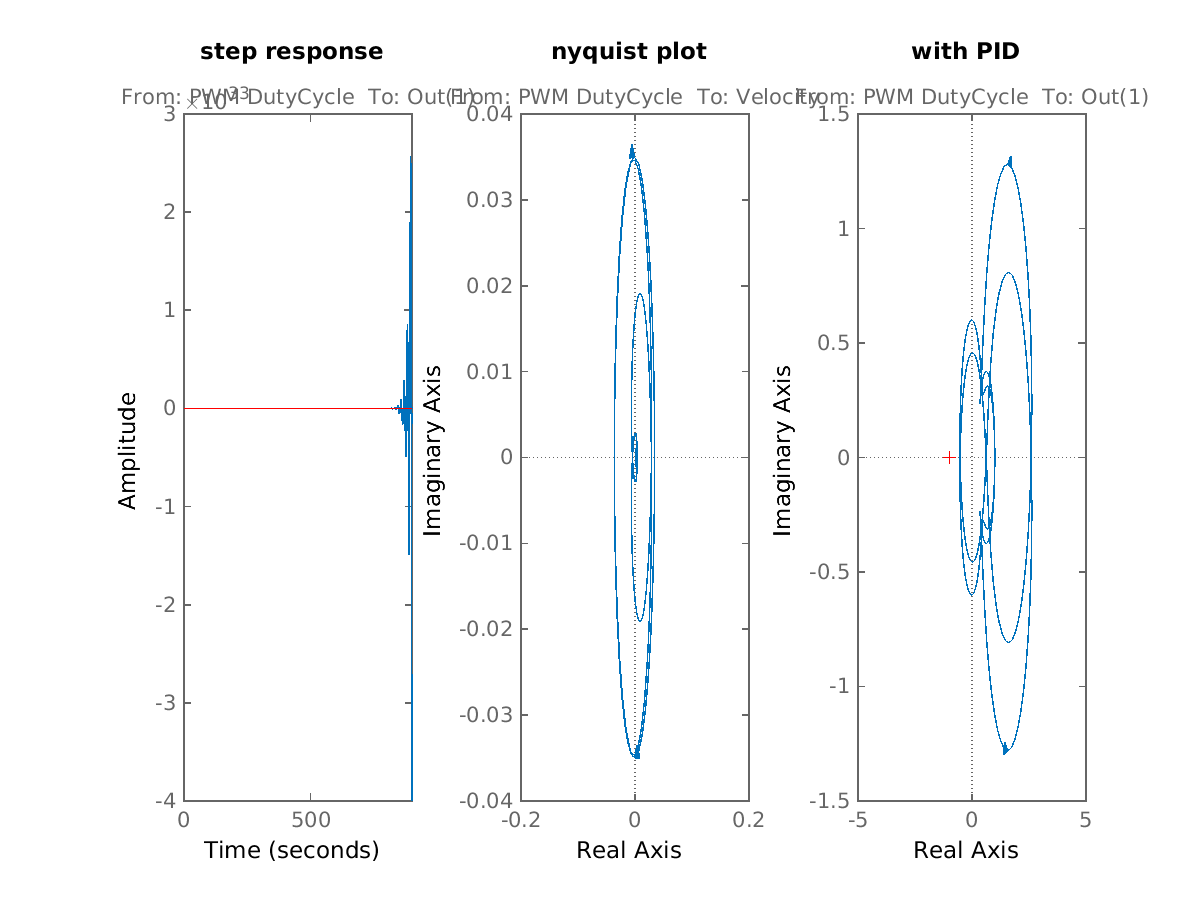 step response
From: PWM DutyCycle  To: Out(1)
×10³³
3
2
1
0
-1
-2
-3
-4
0
500
Amplitude
Time (seconds)
nyquist plot
From: PWM DutyCycle  To: Velocity
0.04
0.03
0.02
0.01
0
-0.01
-0.02
-0.03
-0.04
-0.2
0
0.2
Imaginary Axis
Real Axis
with PID
From: PWM DutyCycle  To: Out(1)
1.5
1
0.5
0
-0.5
-1
-1.5
-5
0
5
Imaginary Axis
Real Axis